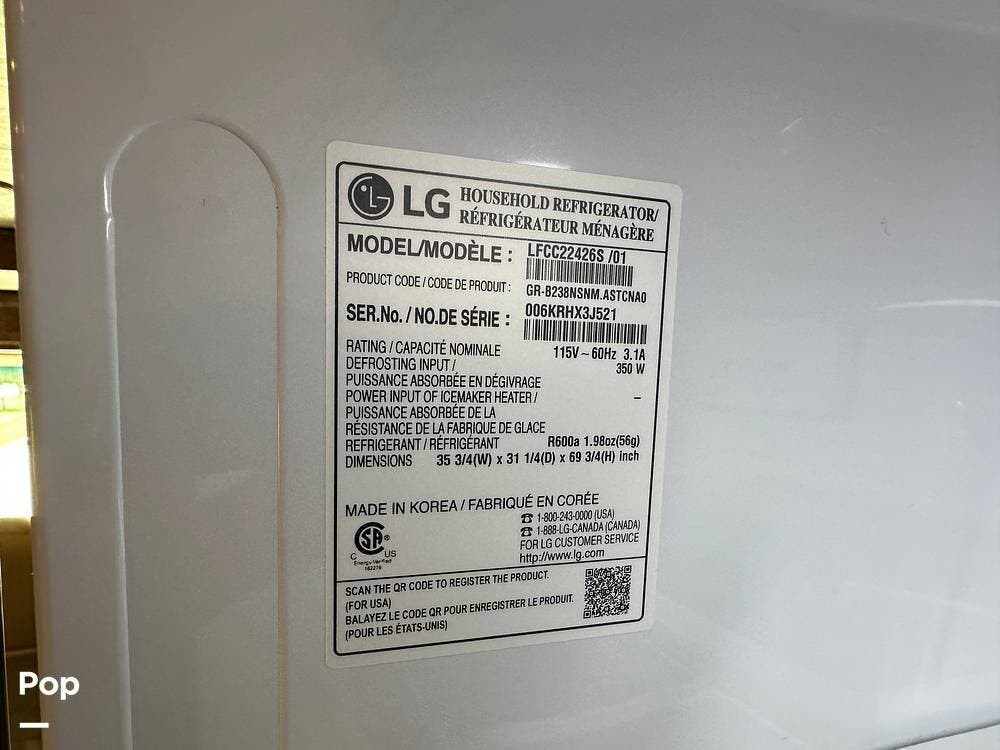 LG HOUSEHOLD REFRIGERATOR/
RÉFRIGÉRATEUR MÉNAGÈRE
MODEL/MODÈLE : LFCC22426S /01
PRODUCT CODE / CODE DE PRODUIT : GR-B238NSNM.ASTCNA0
SER.No. / NO.DE SÉRIE : 006KRHX3J521
RATING / CAPACITÉ NOMINALE 115V ~ 60Hz 3.1A
DEFROSTING INPUT / 350 W
PUISSANCE ABSORBÉE EN DÉGIVRAGE
POWER INPUT OF ICEMAKER HEATER / –
PUISSANCE ABSORBÉE DE LA
RÉSISTANCE DE LA FABRIQUE DE GLACE
REFRIGERANT / RÉFRIGÉRANT R600a 1.98oz(56g)
DIMENSIONS 35 3/4(W) x 31 1/4(D) x 69 3/4(H) inch
MADE IN KOREA / FABRIQUÉ EN CORÉE
☎ 1-800-243-0000 (USA)
☎ 1-888-LG-CANADA (CANADA)
FOR LG CUSTOMER SERVICE
http://www.lg.com
C SA ® US
Energy Verified
162279
SCAN THE QR CODE TO REGISTER THE PRODUCT.
(FOR USA)
BALAYEZ LE CODE QR POUR ENREGISTRER LE PRODUIT.
(POUR LES ÉTATS-UNIS)
Pop